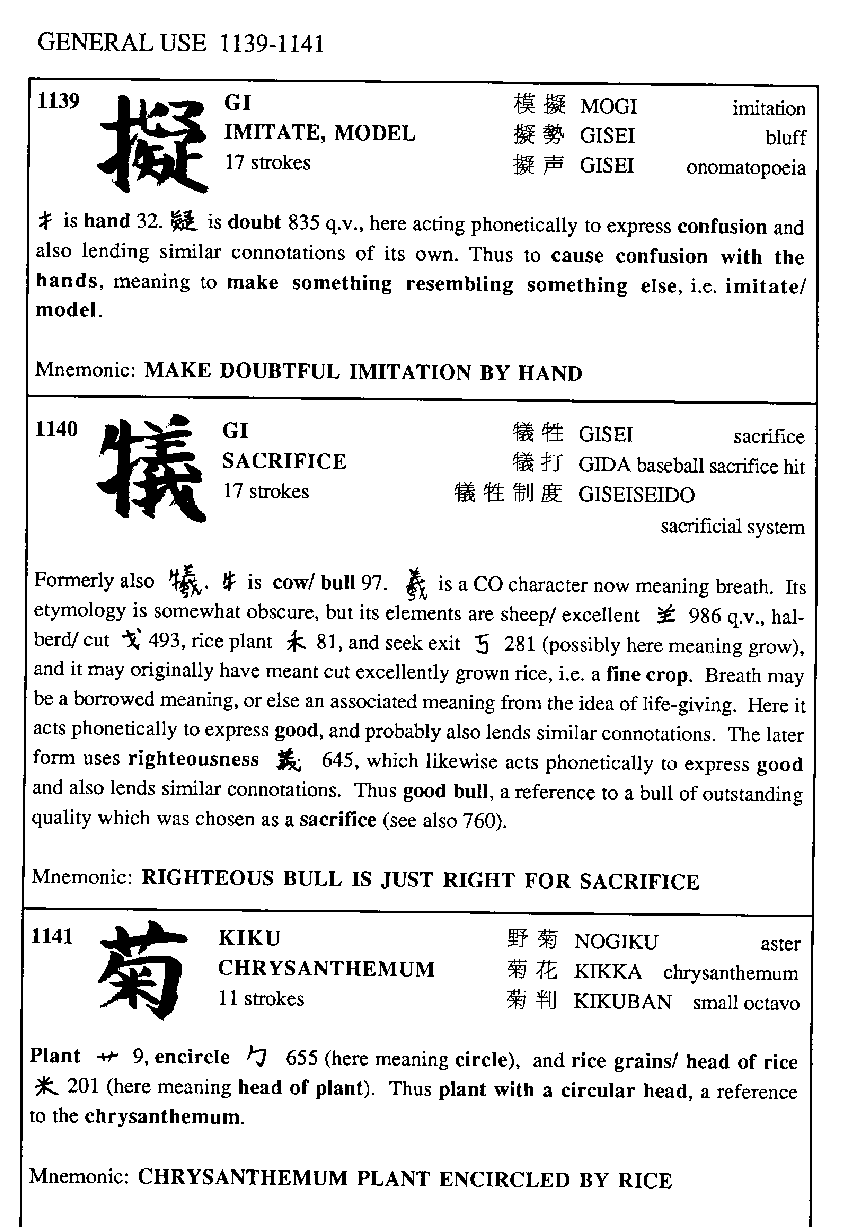 GENERAL USE 1139-1141
1139 擬 GI 模擬 MOGI imitation
IMITATE, MODEL 擬勢 GISEI bluff
17 strokes 擬声 GISEI onomatopoeia
扌 is hand 32. 疑 is doubt 835 q.v., here acting phonetically to express confusion and
also lending similar connotations of its own. Thus to cause confusion with the
hands, meaning to make something resembling something else, i.e. imitate/
model.
Mnemonic: MAKE DOUBTFUL IMITATION BY HAND
1140 犠 GI 犠牲 GISEI sacrifice
SACRIFICE 犠打 GIDA baseball sacrifice hit
17 strokes 犠牲制度 GISEISEIDO
sacrificial system
Formerly also 犧. 牜 is cow/ bull 97. 羲 is a CO character now meaning breath. Its
etymology is somewhat obscure, but its elements are sheep/ excellent 𦍌 986 q.v., hal-
berd/ cut 戈 493, rice plant 禾 81, and seek exit 丂 281 (possibly here meaning grow),
and it may originally have meant cut excellently grown rice, i.e. a fine crop. Breath may
be a borrowed meaning, or else an associated meaning from the idea of life-giving. Here it
acts phonetically to express good, and probably also lends similar connotations. The later
form uses righteousness 義 645, which likewise acts phonetically to express good
and also lends similar connotations. Thus good bull, a reference to a bull of outstanding
quality which was chosen as a sacrifice (see also 760).
Mnemonic: RIGHTEOUS BULL IS JUST RIGHT FOR SACRIFICE
1141 菊 KIKU 野菊 NOGIKU aster
CHRYSANTHEMUM 菊花 KIKKA chrysanthemum
11 strokes 菊判 KIKUBAN small octavo
Plant 艹 9, encircle 勹 655 (here meaning circle), and rice grains/ head of rice
米 201 (here meaning head of plant). Thus plant with a circular head, a reference
to the chrysanthemum.
Mnemonic: CHRYSANTHEMUM PLANT ENCIRCLED BY RICE